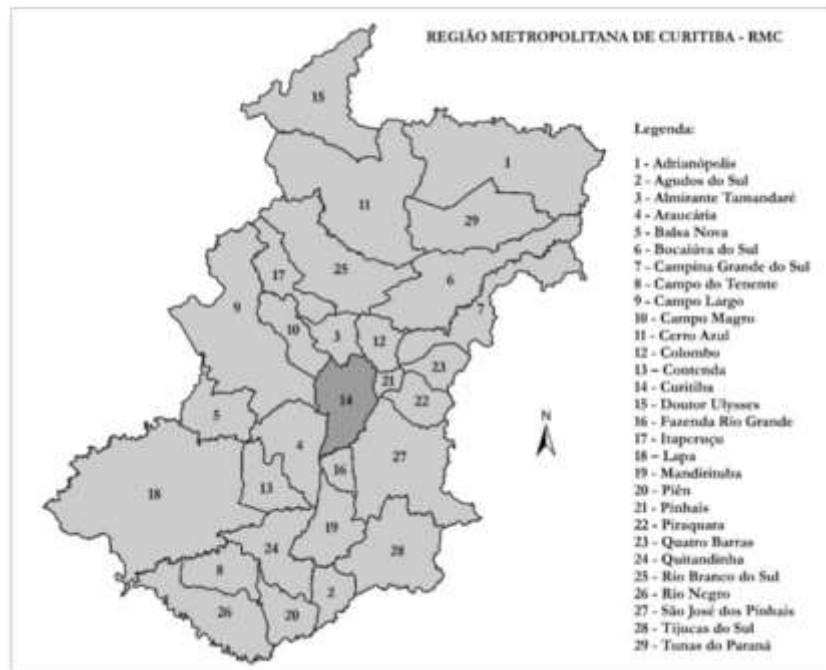 REGIÃO METROPOLITANA DE CURITIBA - RMC
15
1
11
29
25
6
17
7
9
10
3
12
23
21
22
14
5
4
27
16
13
18
19
24
28
8
2
26
20
N
Legenda:
1 - Adrianópolis
2 - Agudos do Sul
3 - Almirante Tamandaré
4 - Araucária
5 - Balsa Nova
6 - Bocaiúva do Sul
7 - Campina Grande do Sul
8 - Campo do Tenente
9 - Campo Largo
10 - Campo Magro
11 - Cerro Azul
12 - Colombo
13 – Contenda
14 - Curitiba
15 - Doutor Ulysses
16 - Fazenda Rio Grande
17 - Itaperuçu
18 – Lapa
19 - Mandirituba
20 - Piên
21 - Pinhais
22 - Piraquara
23 - Quatro Barras
24 - Quitandinha
25 - Rio Branco do Sul
26 - Rio Negro
27 - São José dos Pinhais
28 - Tijucas do Sul
29 - Tunas do Paraná